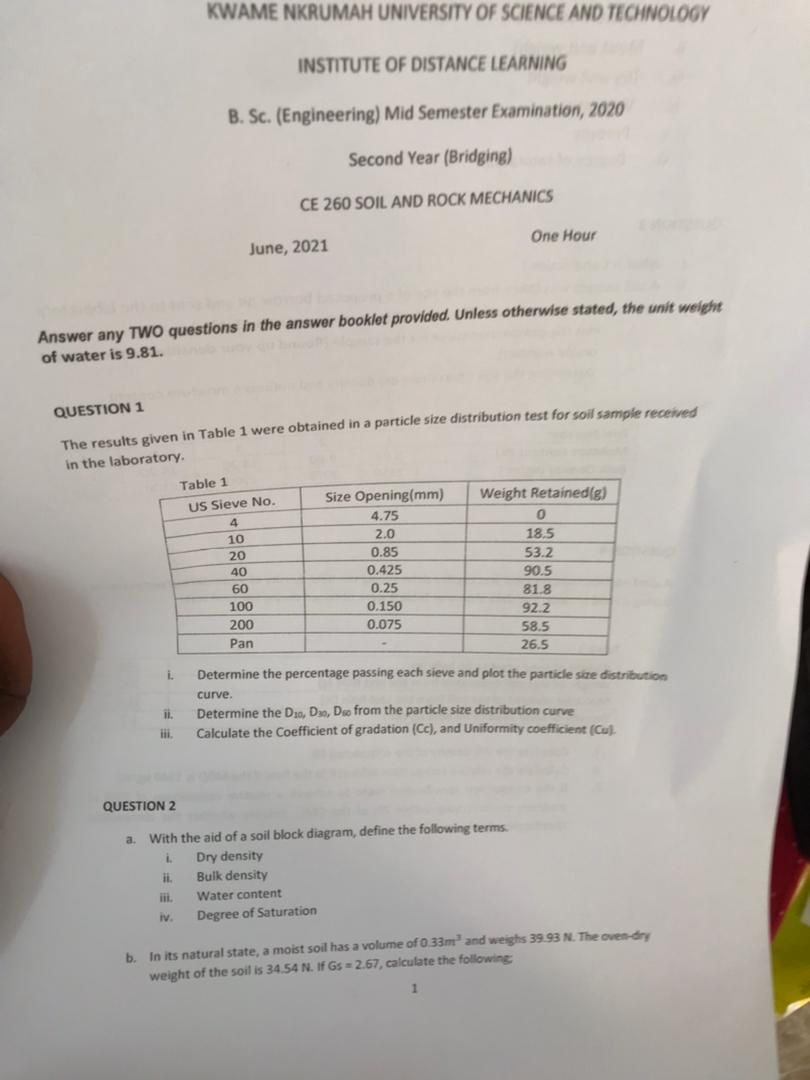 KWAME NKRUMAH UNIVERSITY OF SCIENCE AND TECHNOLOGY
INSTITUTE OF DISTANCE LEARNING
B. Sc. (Engineering) Mid Semester Examination, 2020
Second Year (Bridging)
CE 260 SOIL AND ROCK MECHANICS
June, 2021 One Hour
Answer any TWO questions in the answer booklet provided. Unless otherwise stated, the unit weight
of water is 9.81.
QUESTION 1
The results given in Table 1 were obtained in a particle size distribution test for soil sample received
in the laboratory.
Table 1
US Sieve No. Size Opening(mm) Weight Retained(g)
4 4.75 0
10 2.0 18.5
20 0.85 53.2
40 0.425 90.5
60 0.25 81.8
100 0.150 92.2
200 0.075 58.5
Pan - 26.5
i. Determine the percentage passing each sieve and plot the particle size distribution
curve.
ii. Determine the D₁₀, D₃₀, D₆₀ from the particle size distribution curve
iii. Calculate the Coefficient of gradation (Cc), and Uniformity coefficient (Cu).
QUESTION 2
a. With the aid of a soil block diagram, define the following terms.
i. Dry density
ii. Bulk density
iii. Water content
iv. Degree of Saturation
b. In its natural state, a moist soil has a volume of 0.33m³ and weighs 39.93 N. The oven-dry
weight of the soil is 34.54 N. If Gs = 2.67, calculate the following;
1